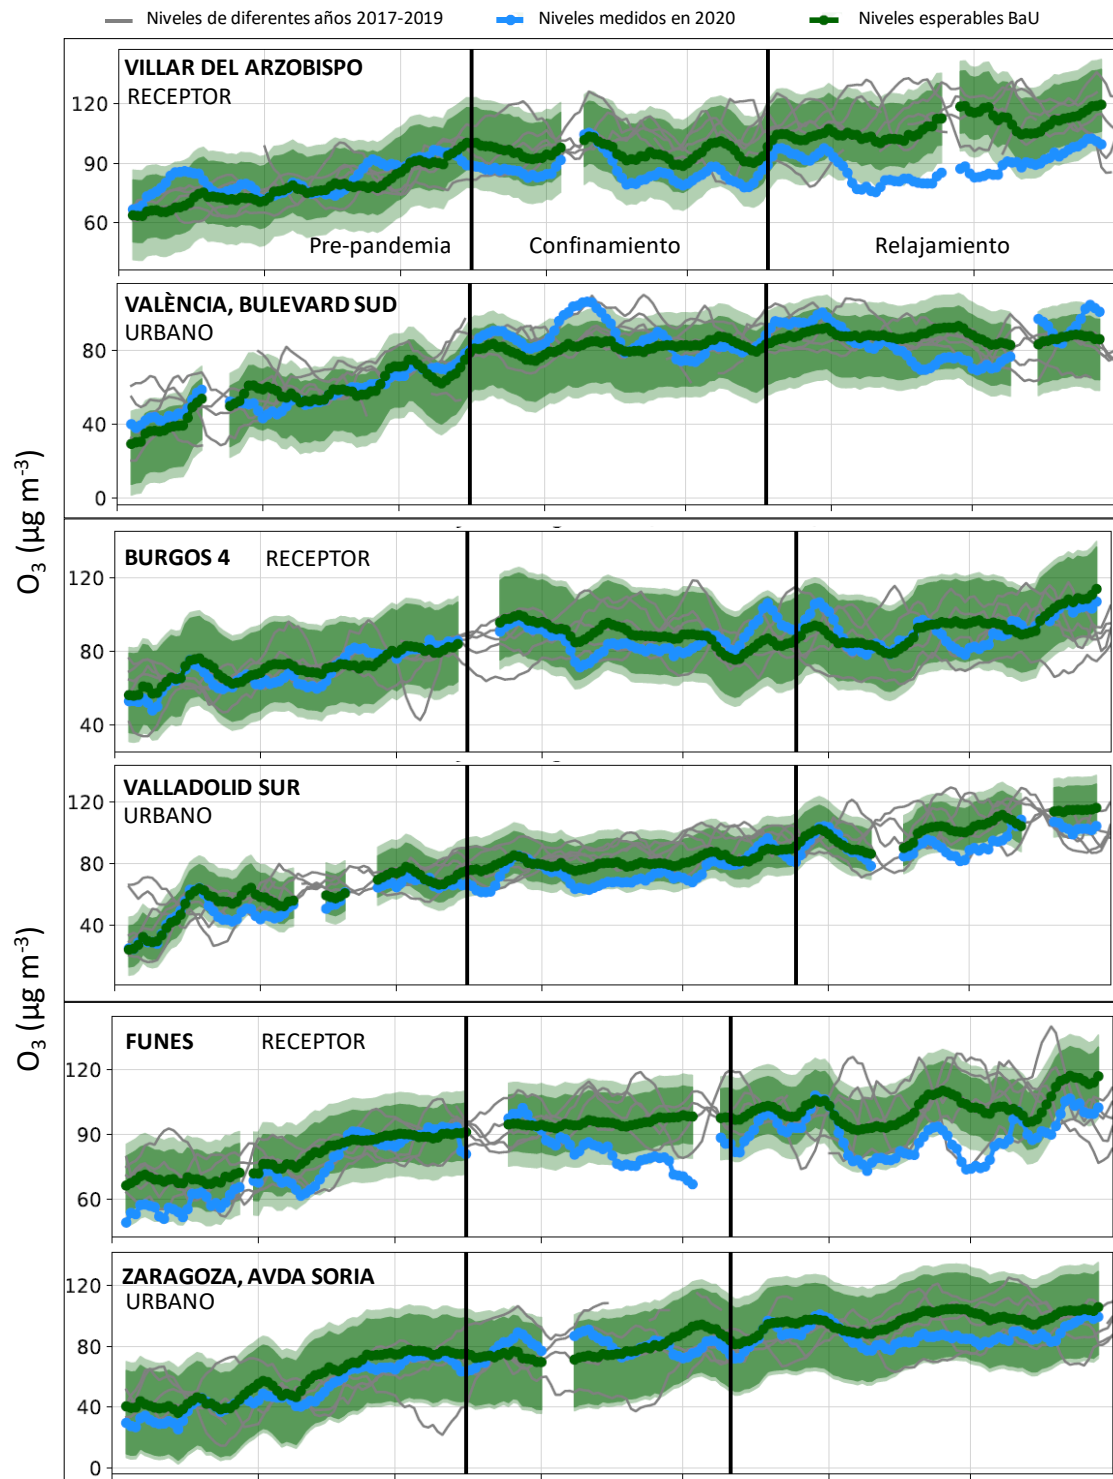 Niveles de diferentes años 2017-2019 Niveles medidos en 2020 Niveles esperables BaU
VILLAR DEL ARZOBISPO
RECEPTOR
120
90
60
Pre-pandemia Confinamiento Relajamiento
VALÈNCIA, BULEVARD SUD
URBANO
80
40
0
O3 (µg m-3)
BURGOS 4 RECEPTOR
120
80
40
VALLADOLID SUR
URBANO
120
80
40
O3 (µg m-3)
FUNES RECEPTOR
120
90
60
ZARAGOZA, AVDA SORIA
URBANO
120
80
40
0